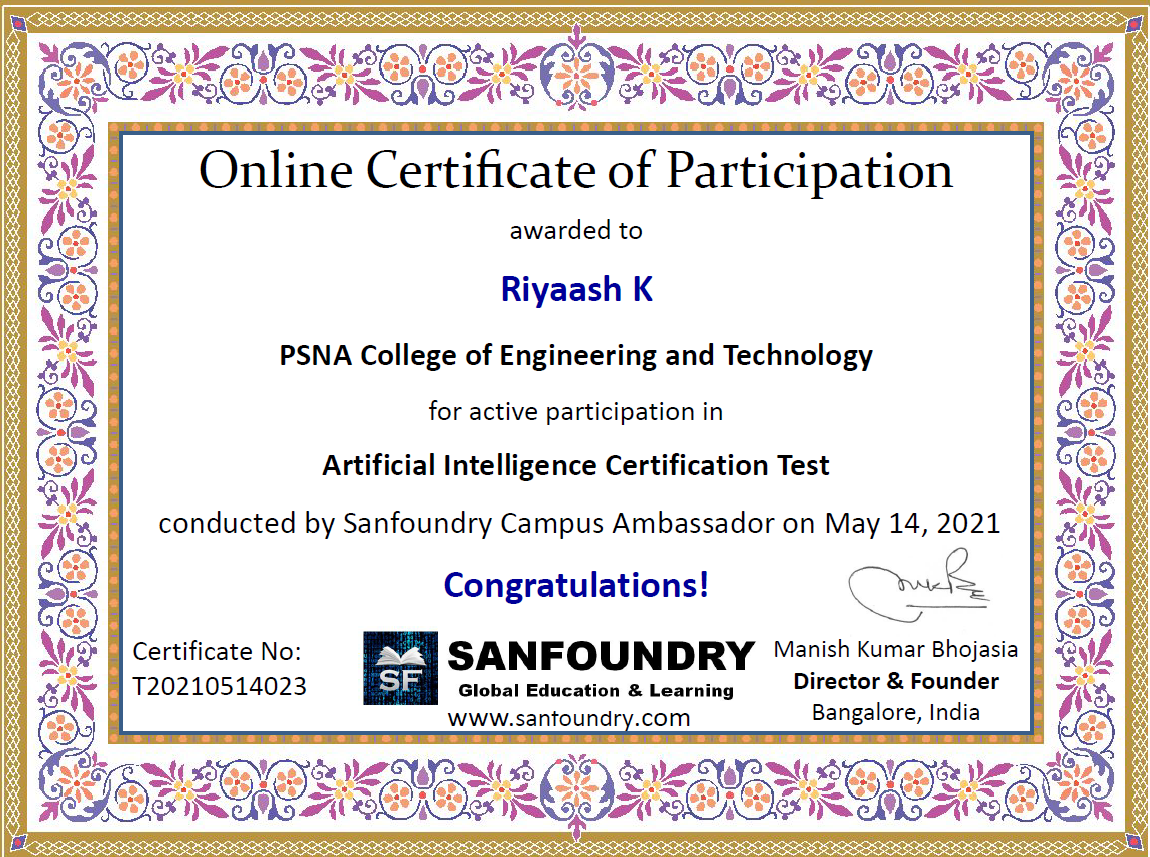 Online Certificate of Participation
awarded to
Riyaash K
PSNA College of Engineering and Technology
for active participation in
Artificial Intelligence Certification Test
conducted by Sanfoundry Campus Ambassador on May 14, 2021
Congratulations!
Certificate No:
T20210514023
SF
SANFOUNDRY
Global Education & Learning
www.sanfoundry.com
Manish Kumar Bhojasia
Director & Founder
Bangalore, India